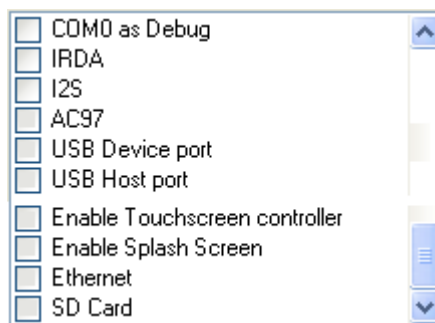 COM0 as Debug
IRDA
I2S
AC97
USB Device port
USB Host port
Enable Touchscreen controller
Enable Splash Screen
Ethernet
SD Card